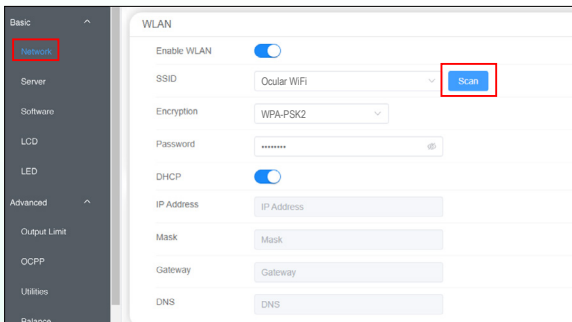 Basic
Network
Server
Software
LCD
LED
Advanced
Output Limit
OCPP
Utilities
Balance
WLAN
Enable WLAN
SSID Ocular WiFi Scan
Encryption WPA-PSK2
Password ••••••••
DHCP
IP Address IP Address
Mask Mask
Gateway Gateway
DNS DNS